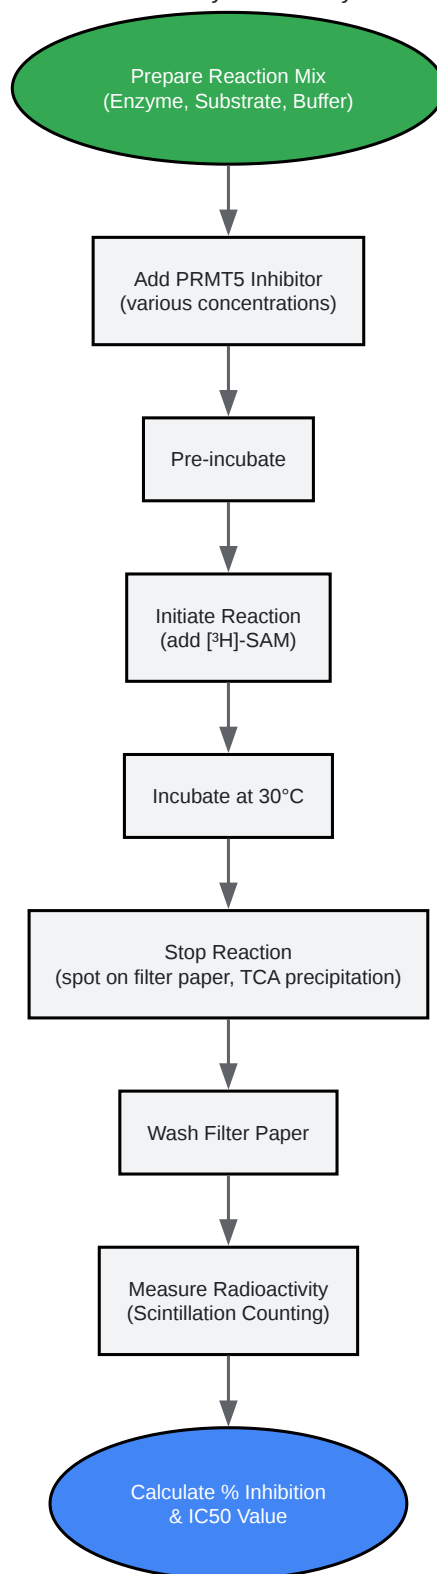 Prepare Reaction Mix
(Enzyme, Substrate, Buffer)
Add PRMT5 Inhibitor
(various concentrations)
Pre-incubate
Initiate Reaction
(add [³H]-SAM)
Incubate at 30°C
Stop Reaction
(spot on filter paper, TCA precipitation)
Wash Filter Paper
Measure Radioactivity
(Scintillation Counting)
Calculate % Inhibition
& IC50 Value